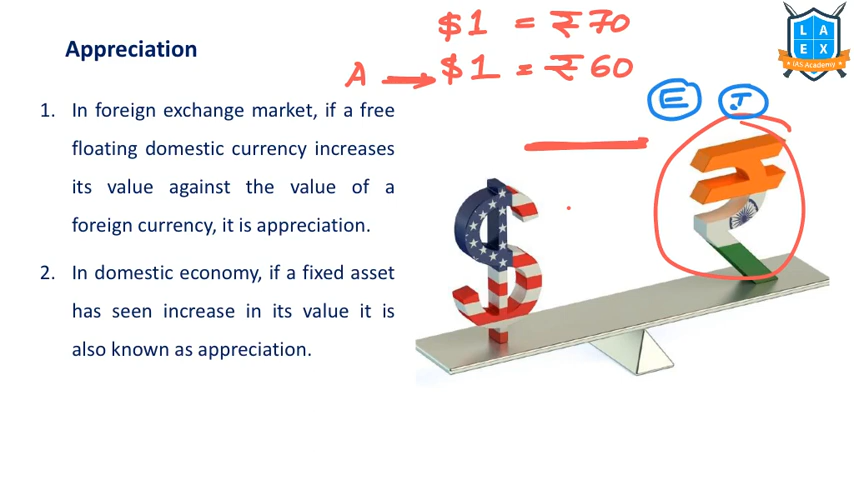 $1 = ₹70
A → $1 = ₹60
Appreciation
1. In foreign exchange market, if a free
floating domestic currency increases
its value against the value of a
foreign currency, it is appreciation.
2. In domestic economy, if a fixed asset
has seen increase in its value it is
also known as appreciation.
E
$
₹
L A
E X
IAS Academy